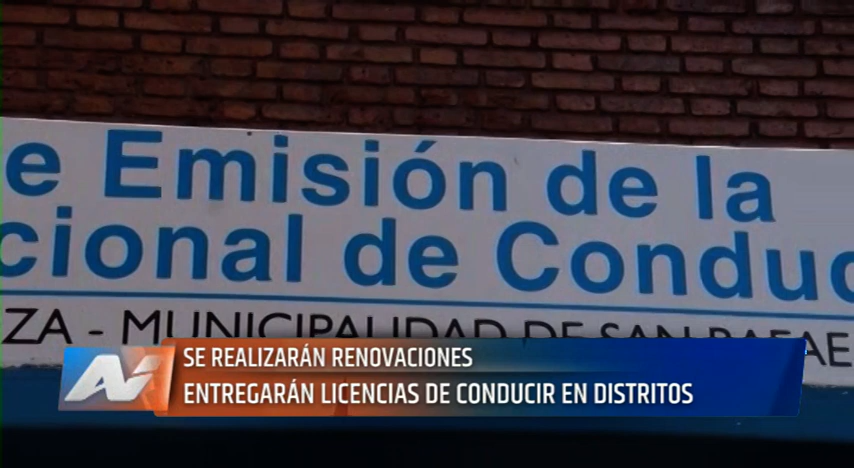 e Emisión de la
cional de Conduc
ZA - MUNICIPALIDAD DE SAN RAFAE
SE REALIZARÁN RENOVACIONES
ENTREGARÁN LICENCIAS DE CONDUCIR EN DISTRITOS